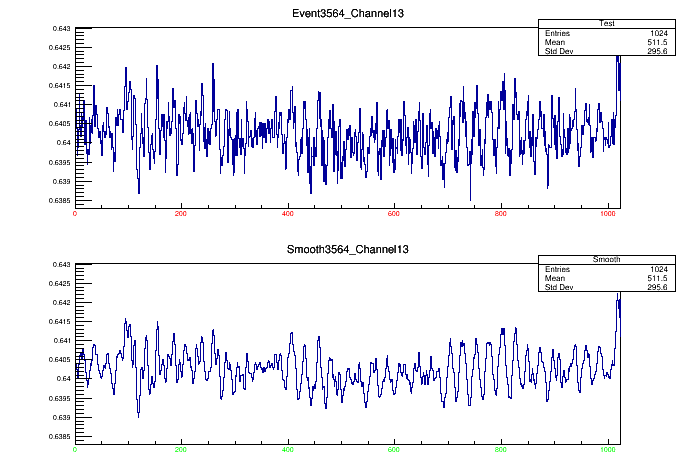 Event3564_Channel13
Test
Entries 1024
Mean 511.5
Std Dev 295.6
0.643
0.6425
0.642
0.6415
0.641
0.6405
0.64
0.6395
0.639
0.6385
0 200 400 600 800 1000
Smooth3564_Channel13
Smooth
Entries 1024
Mean 511.5
Std Dev 295.6
0.643
0.6425
0.642
0.6415
0.641
0.6405
0.64
0.6395
0.639
0.6385
0 200 400 600 800 1000